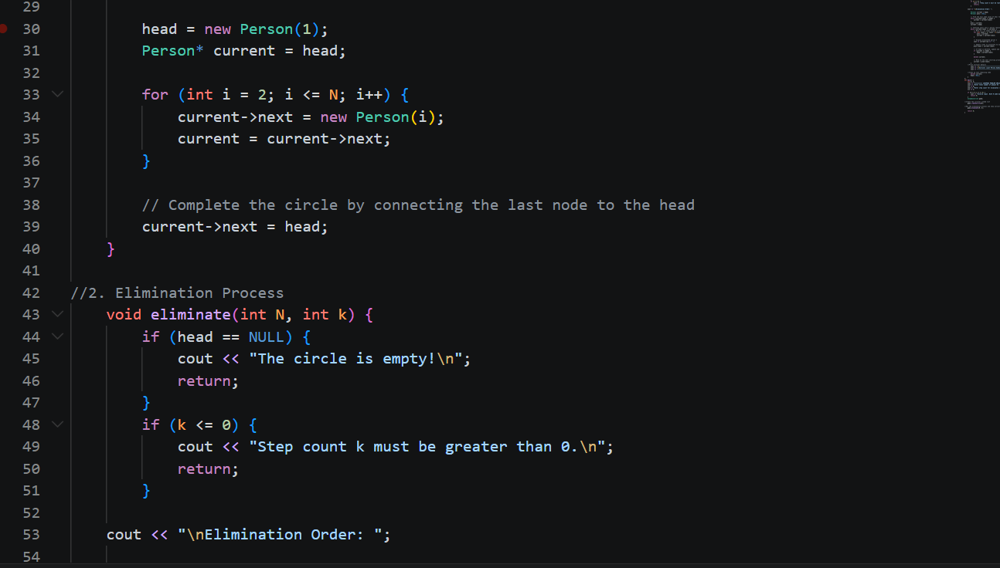 29
30 head = new Person(1);
31 Person* current = head;
32
33 for (int i = 2; i <= N; i++) {
34 current->next = new Person(i);
35 current = current->next;
36 }
37
38 // Complete the circle by connecting the last node to the head
39 current->next = head;
40 }
41
42 //2. Elimination Process
43 void eliminate(int N, int k) {
44 if (head == NULL) {
45 cout << "The circle is empty!\n";
46 return;
47 }
48 if (k <= 0) {
49 cout << "Step count k must be greater than 0.\n";
50 return;
51 }
52
53 cout << "\nElimination Order: ";
54